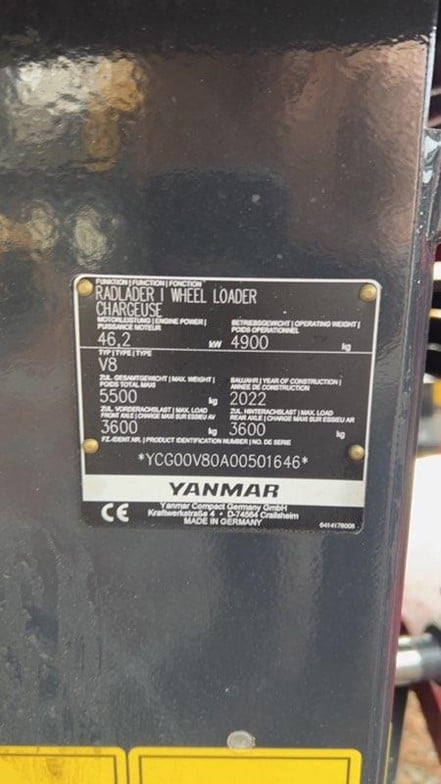 FUNKTION | FUNCTION | FONCTION
RADLADER | WHEEL LOADER
CHARGEUSE
MOTORLEISTUNG | ENGINE POWER |
PUISSANCE MOTEUR
BETRIEBSGEWICHT | OPERATING WEIGHT |
POIDS OPERATIONNEL
46,2 kW 4900 kg
TYP | TYPE | TYPE
V8
ZUL. GESAMTGEWICHT | MAX. WEIGHT |
POIDS TOTAL MAXI
BAUJAHR | YEAR OF CONSTRUCTION |
ANNÉE DE CONSTRUCTION
5500 kg 2022
ZUL. VORDERACHSLAST | MAX. LOAD
FRONT AXLE | CHARGE MAXI SUR ESSIEU AV
ZUL. HINTERACHSLAST | MAX. LOAD
REAR AXLE | CHARGE MAXI SUR ESSIEU AR
3600 kg 3600 kg
FZ.-IDENT.NR. | PRODUCT IDENTIFICATION NUMBER | NO. DE SERIE
*YCG00V80A00501646*
YANMAR
CE
Yanmar Compact Germany GmbH
Kraftwerkstraße 4 • D-74564 Crailsheim
MADE IN GERMANY
6414178008